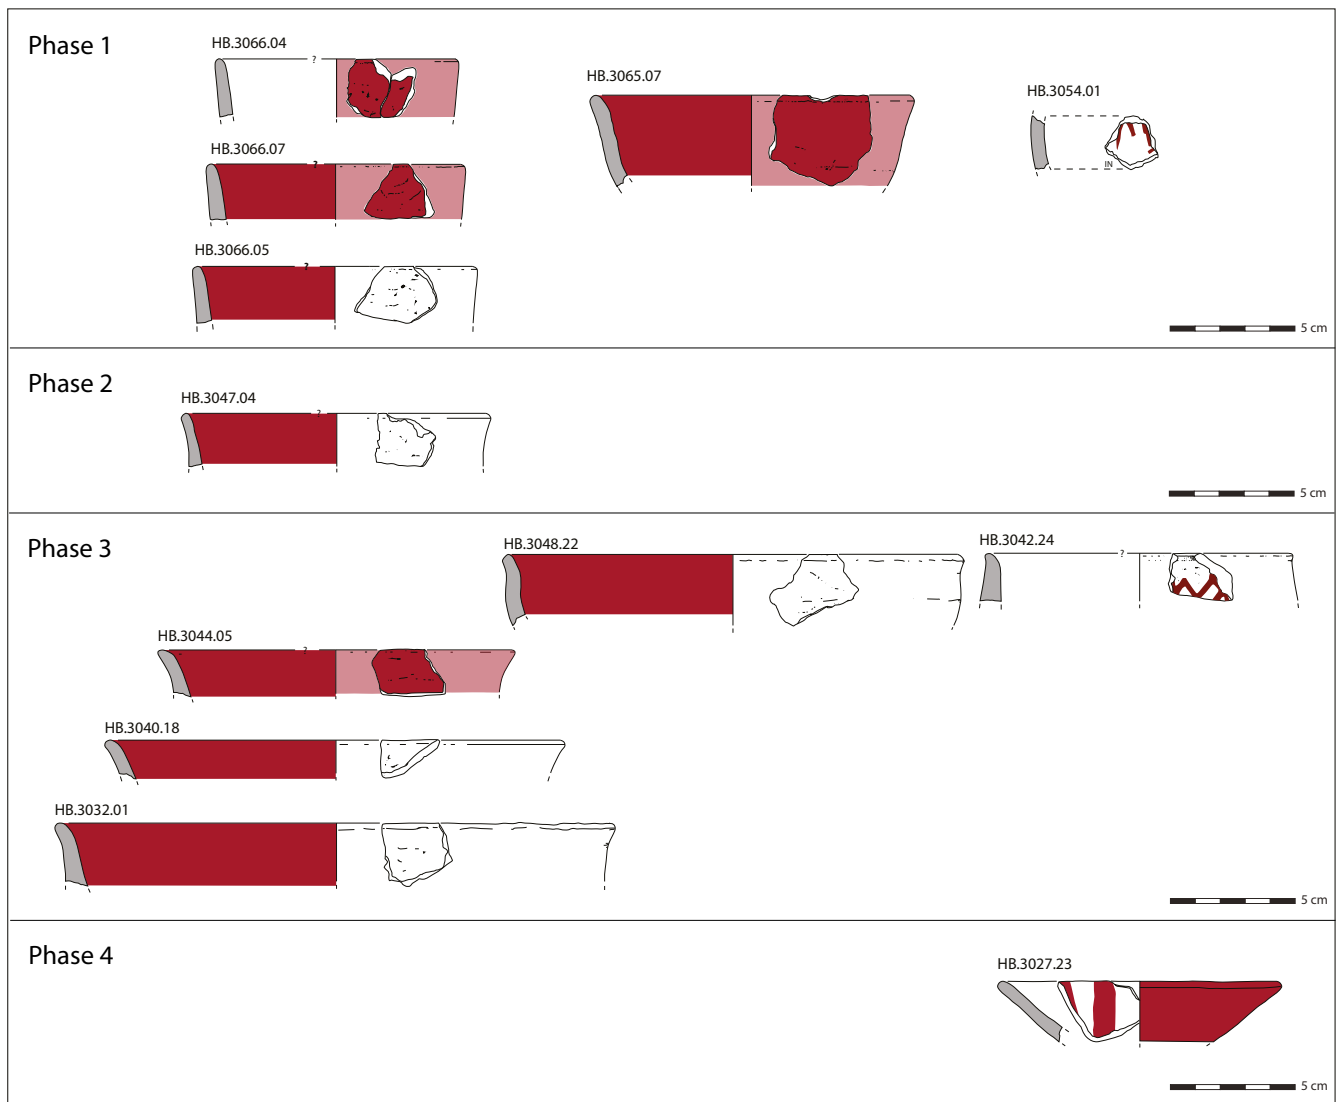 Phase 1
HB.3066.04
?
HB.3065.07
HB.3054.01
IN
HB.3066.07
?
HB.3066.05
?
5 cm
Phase 2
HB.3047.04
?
5 cm
Phase 3
HB.3048.22
HB.3042.24
?
HB.3044.05
?
HB.3040.18
HB.3032.01
?
5 cm
Phase 4
HB.3027.23
5 cm